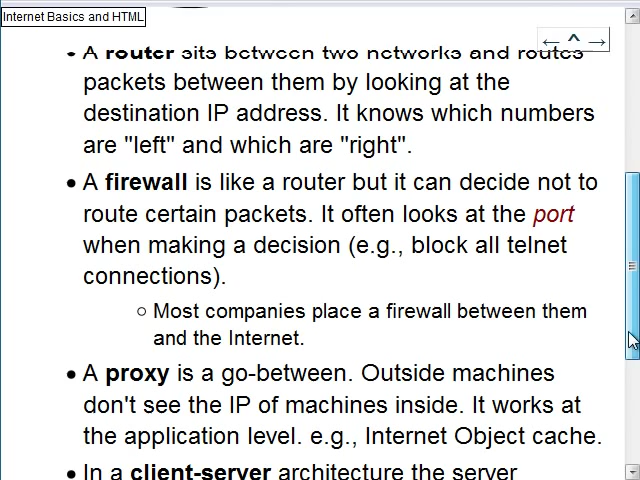 Internet Basics and HTML
← ^ →
• A router sits between two networks and routes
packets between them by looking at the
destination IP address. It knows which numbers
are "left" and which are "right".
• A firewall is like a router but it can decide not to
route certain packets. It often looks at the port
when making a decision (e.g., block all telnet
connections).
○ Most companies place a firewall between them
and the Internet.
• A proxy is a go-between. Outside machines
don't see the IP of machines inside. It works at
the application level. e.g., Internet Object cache.
• In a client-server architecture the server